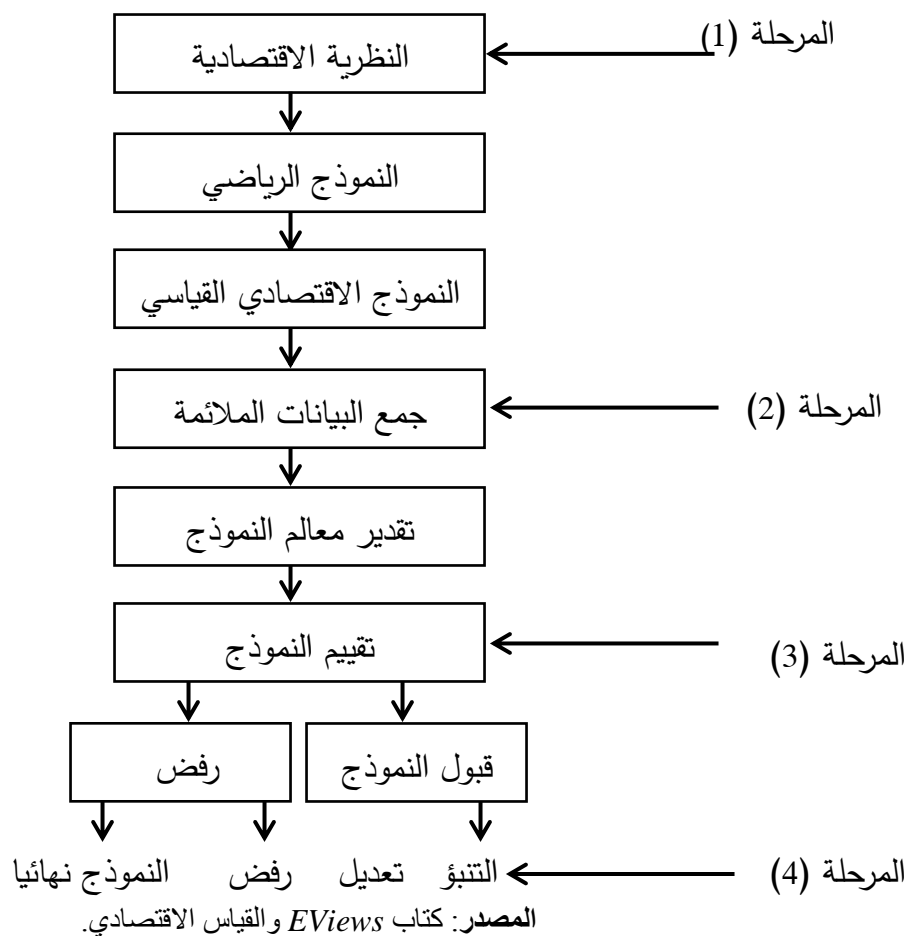 المرحلة (1)
النظرية الاقتصادية
النموذج الرياضي
النموذج الاقتصادي القياسي
المرحلة (2)
جمع البيانات الملائمة
تقدير معالم النموذج
المرحلة (3)
تقييم النموذج
قبول النموذج
رفض
المرحلة (4)
التنبؤ تعديل رفض النموذج نهائيا
المصدر: كتاب EViews والقياس الاقتصادي.